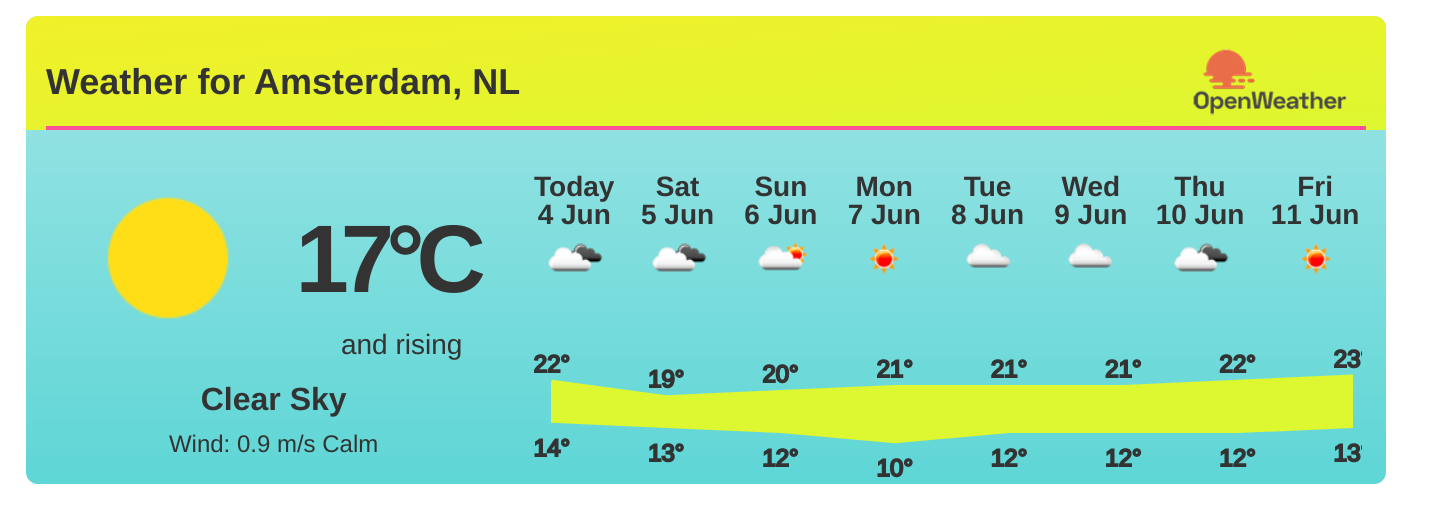 Weather for Amsterdam, NL
OpenWeather
17°C
and rising
Clear Sky
Wind: 0.9 m/s Calm
Today Sat Sun Mon Tue Wed Thu Fri
4 Jun 5 Jun 6 Jun 7 Jun 8 Jun 9 Jun 10 Jun 11 Jun
22° 19° 20° 21° 21° 21° 22° 23°
14° 13° 12° 10° 12° 12° 12° 13°